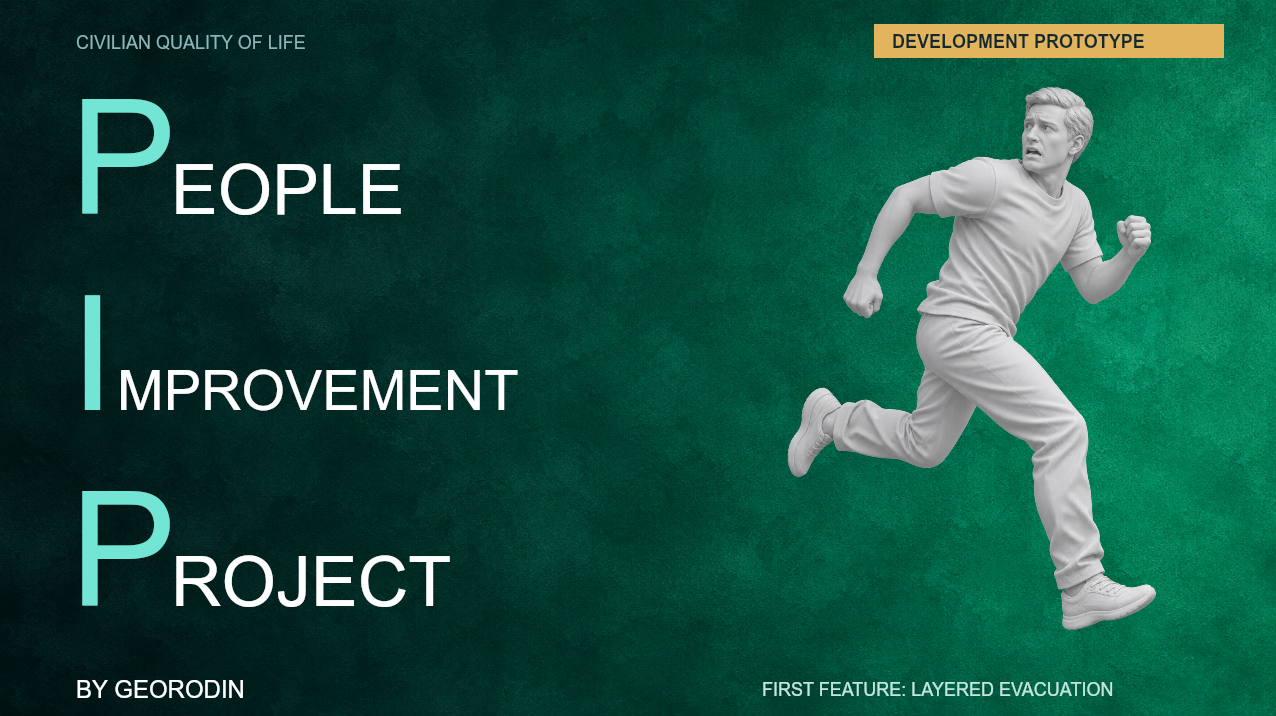 CIVILIAN QUALITY OF LIFE
DEVELOPMENT PROTOTYPE
PEOPLE
IMPROVEMENT
PROJECT
BY GEORODIN
FIRST FEATURE: LAYERED EVACUATION